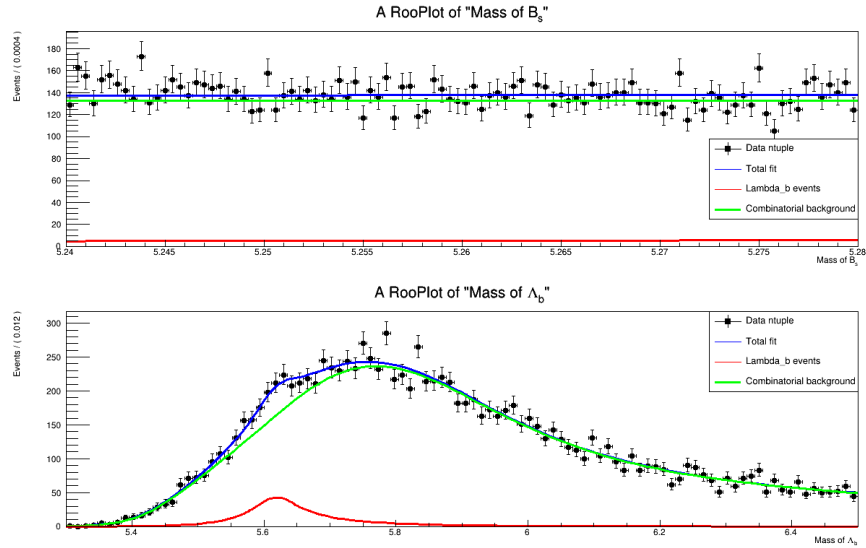 A RooPlot of "Mass of Bs"
Events / ( 0.0004 )
180
160
140
120
100
80
60
40
20
0
5.24 5.245 5.25 5.255 5.26 5.265 5.27 5.275 5.28
Mass of Bs
Data ntuple
Total fit
Lambda_b events
Combinatorial background
A RooPlot of "Mass of Λb"
Events / ( 0.012 )
300
250
200
150
100
50
0
5.4 5.6 5.8 6 6.2 6.4
Mass of Λb
Data ntuple
Total fit
Lambda_b events
Combinatorial background